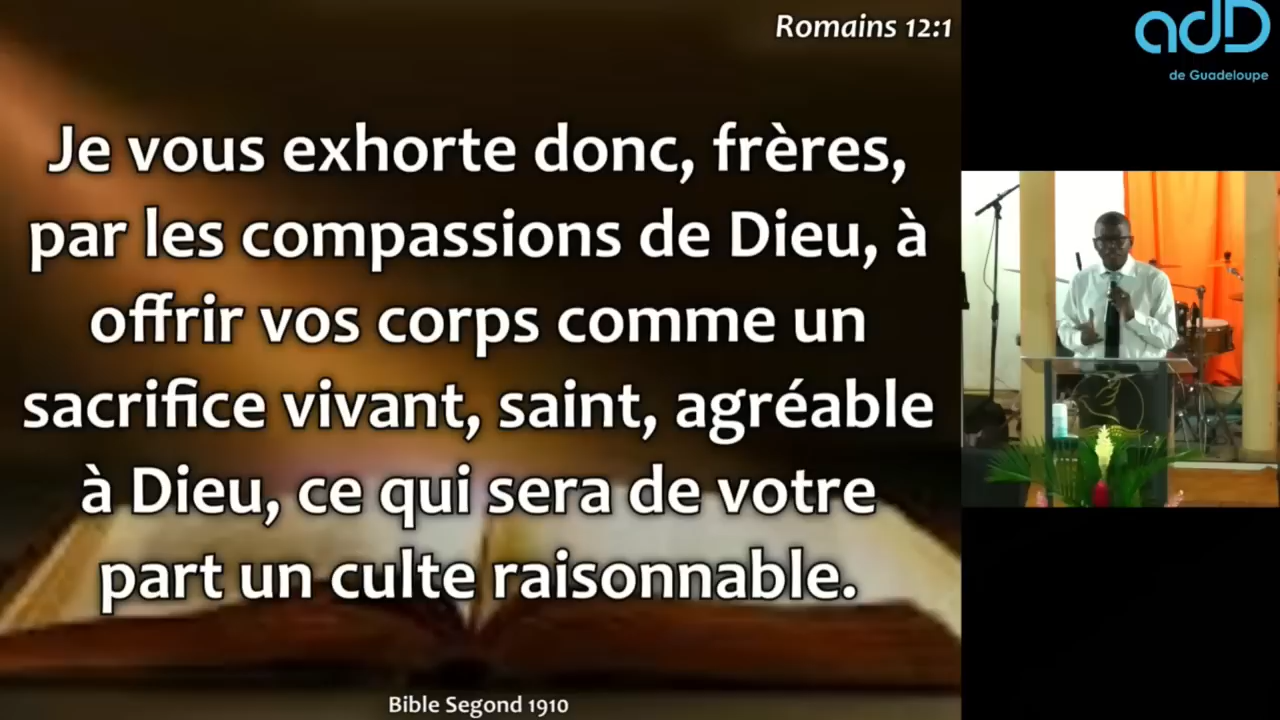 Romains 12:1
Je vous exhorte donc, frères,
par les compassions de Dieu, à
offrir vos corps comme un
sacrifice vivant, saint, agréable
à Dieu, ce qui sera de votre
part un culte raisonnable.
Bible Segond 1910
adD
de Guadeloupe